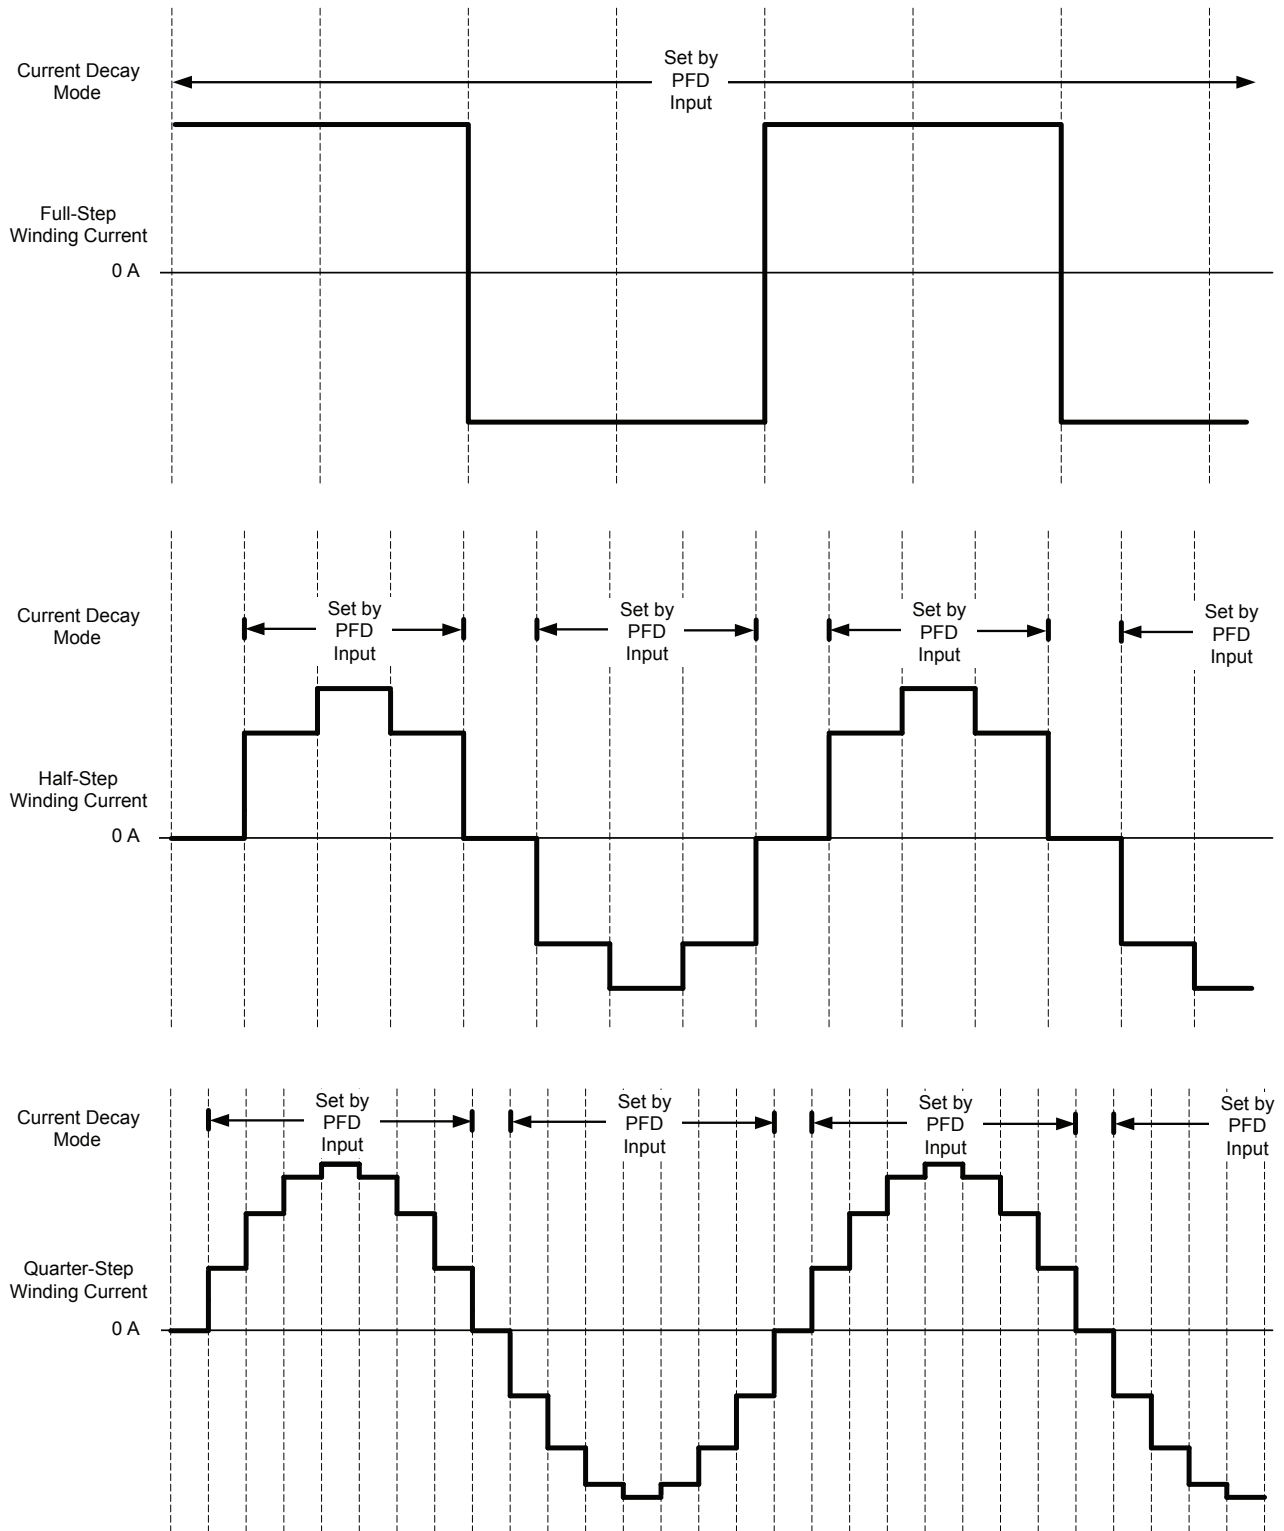 Set by
Current Decay
Mode
PFD
Input
Full-Step
Winding Current
0 A
Current Decay
Mode
Set by
PFD
Input
Set by
PFD
Input
Set by
PFD
Input
Set by
PFD
Input
Half-Step
Winding Current
0 A
Current Decay
Mode
Set by
PFD
Input
Set by
PFD
Input
Set by
PFD
Input
Set by
PFD
Input
Quarter-Step
Winding Current
0 A